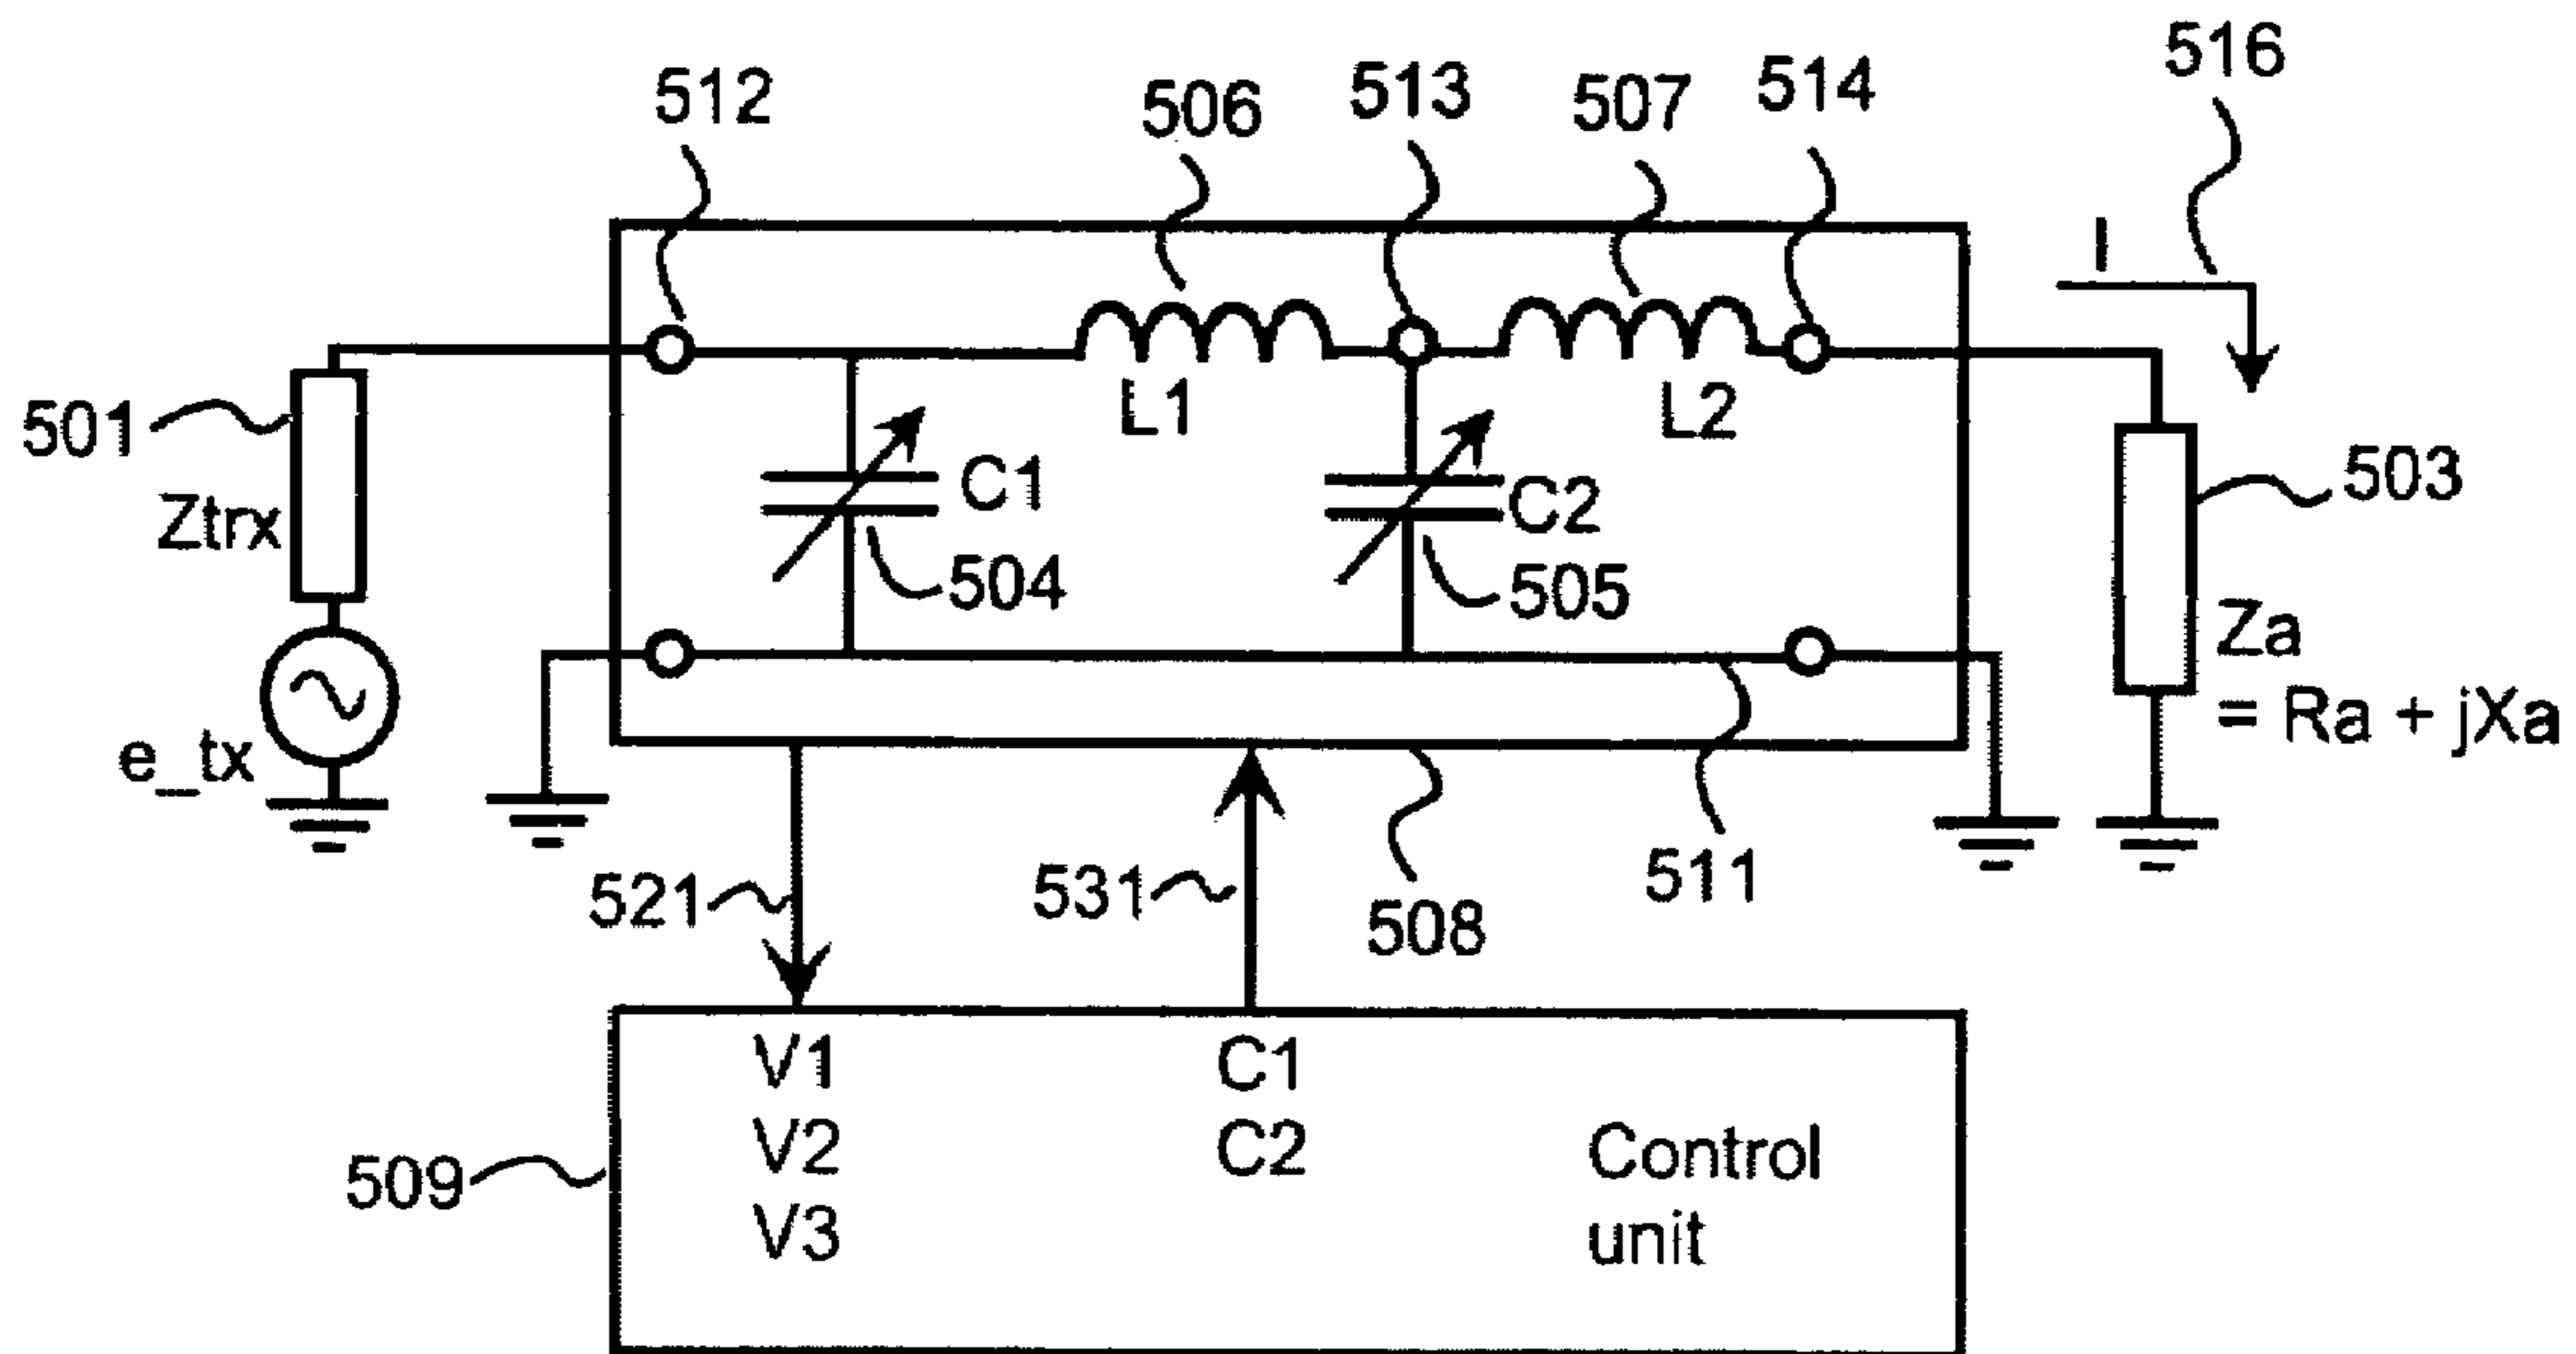 516
512
506
513
507
514
I
501
L1
L2
503
C1
C2
Ztrx
504
505
Za
= Ra + jXa
e_tx
521
531
508
511
V1
C1
V2
C2
Control
509
V3
unit